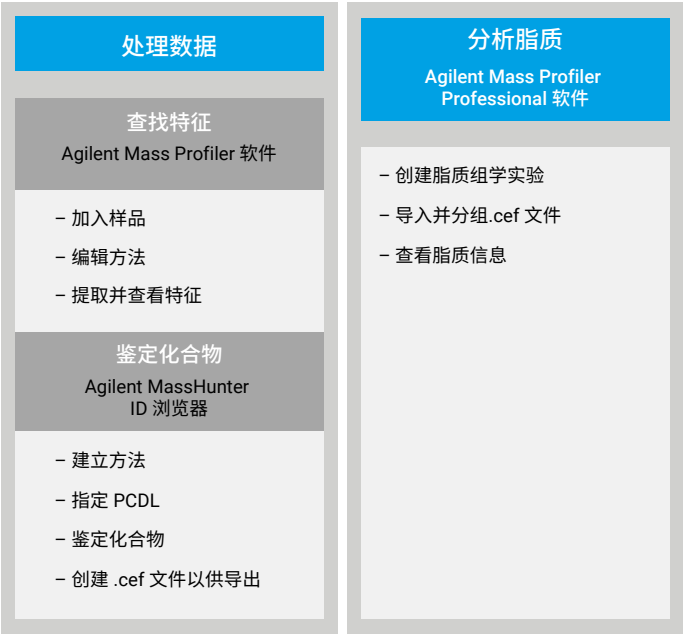 处理数据
查找特征
Agilent Mass Profiler 软件
– 加入样品
– 编辑方法
– 提取并查看特征
鉴定化合物
Agilent MassHunter
ID 浏览器
– 建立方法
– 指定 PCDL
– 鉴定化合物
– 创建 .cef 文件以供导出
分析脂质
Agilent Mass Profiler
Professional 软件
– 创建脂质组学实验
– 导入并分组.cef 文件
– 查看脂质信息